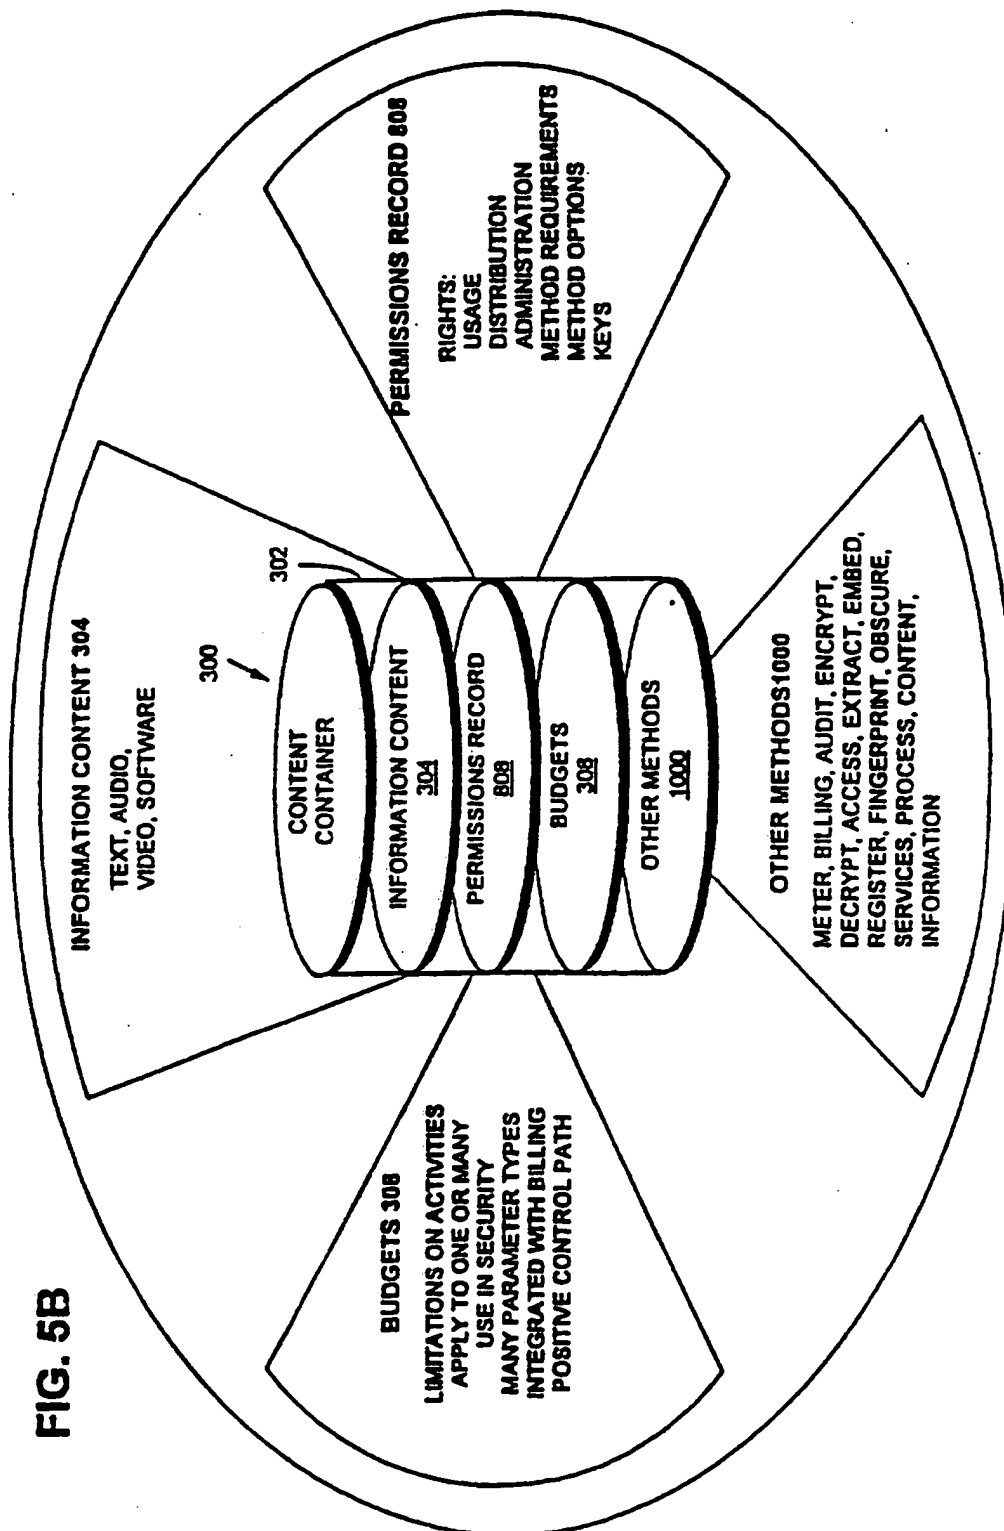 FIG. 5B
INFORMATION CONTENT 304
TEXT, AUDIO,
VIDEO, SOFTWARE
BUDGETS 308
LIMITATIONS ON ACTIVITIES
APPLY TO ONE OR MANY
USE IN SECURITY
MANY PARAMETER TYPES
INTEGRATED WITH BILLING
POSITIVE CONTROL PATH
300
302
CONTENT
CONTAINER
INFORMATION CONTENT
304
PERMISSIONS RECORD
808
BUDGETS
308
OTHER METHODS
1000
PERMISSIONS RECORD 808
RIGHTS:
USAGE
DISTRIBUTION
ADMINISTRATION
METHOD REQUIREMENTS
METHOD OPTIONS
KEYS
OTHER METHODS1000
METER, BILLING, AUDIT, ENCRYPT,
DECRYPT, ACCESS, EXTRACT, EMBED,
REGISTER, FINGERPRINT, OBSCURE,
SERVICES, PROCESS, CONTENT,
INFORMATION